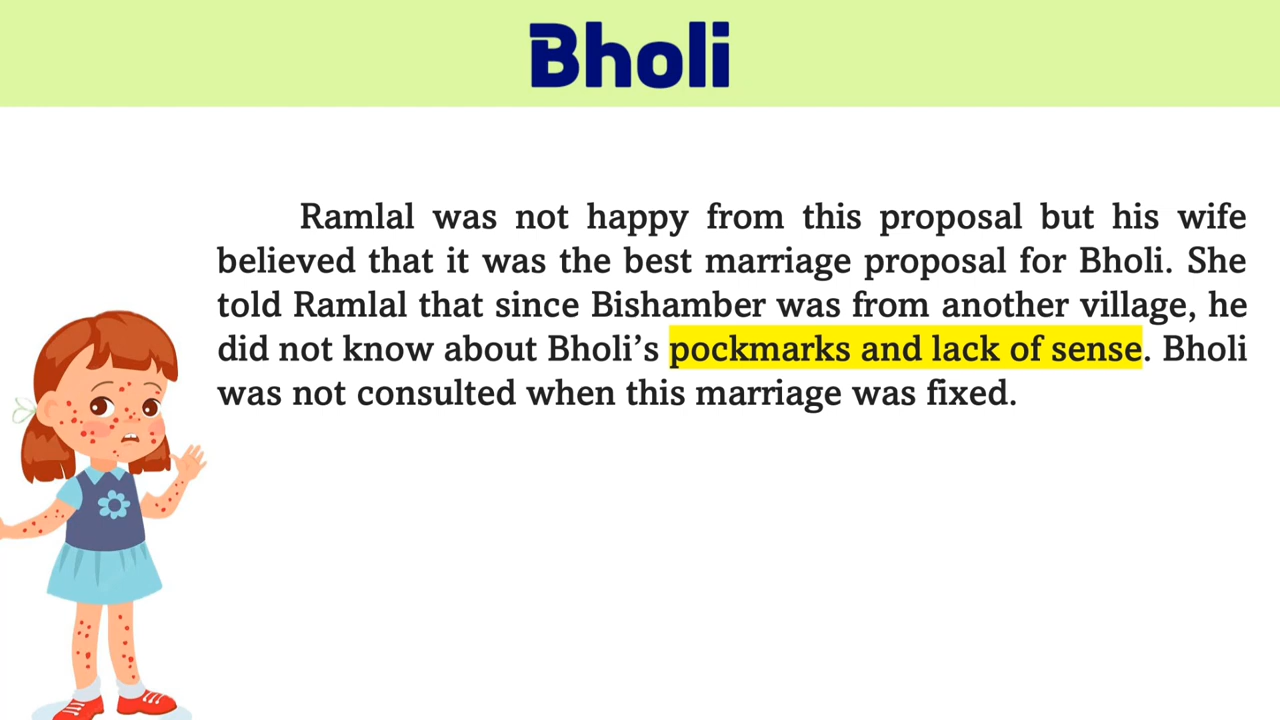 Bholi
Ramlal was not happy from this proposal but his wife
believed that it was the best marriage proposal for Bholi. She
told Ramlal that since Bishamber was from another village, he
did not know about Bholi’s pockmarks and lack of sense. Bholi
was not consulted when this marriage was fixed.